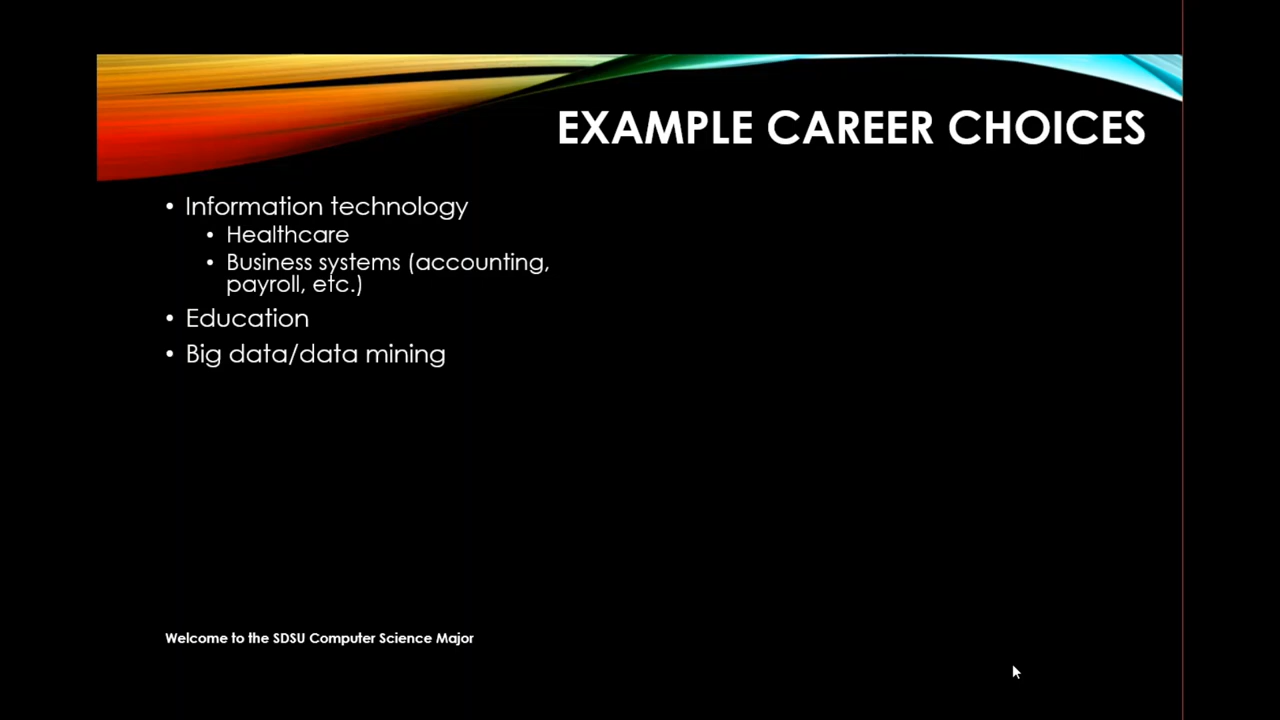 EXAMPLE CAREER CHOICES
• Information technology
• Healthcare
• Business systems (accounting,
payroll, etc.)
• Education
• Big data/data mining
Welcome to the SDSU Computer Science Major